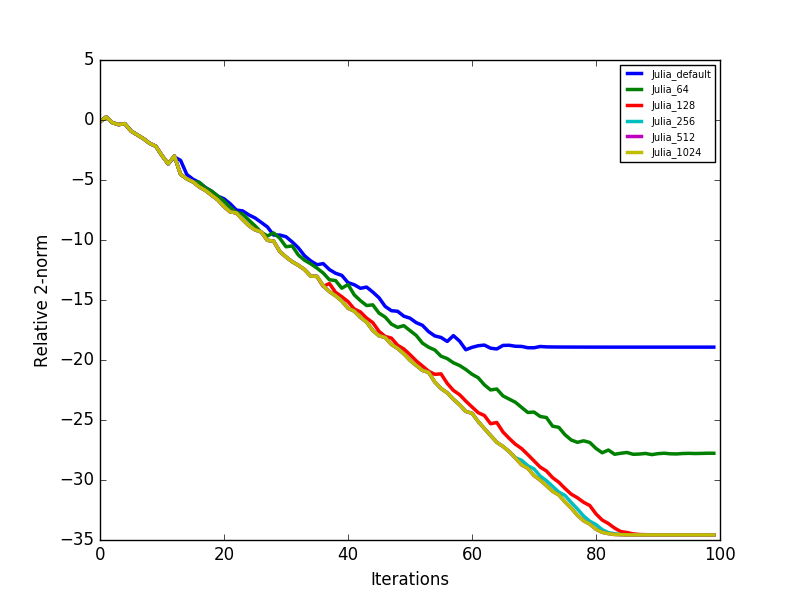 5
0
−5
−10
−15
−20
−25
−30
−35
Relative 2-norm
0 20 40 60 80 100
Iterations
Julia_default
Julia_64
Julia_128
Julia_256
Julia_512
Julia_1024